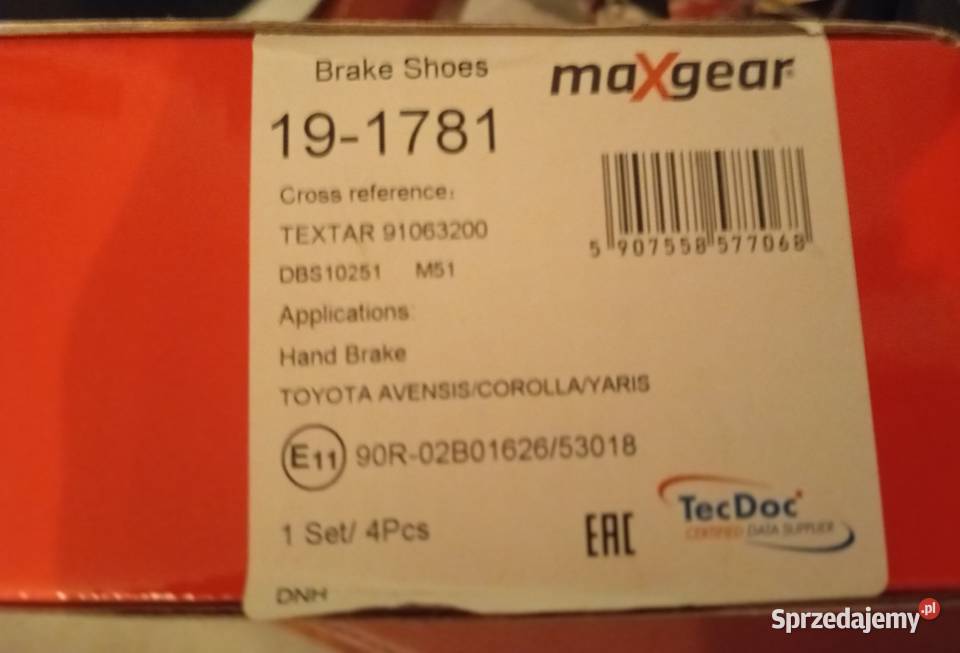 Brake Shoes
maXgear
19-1781
Cross reference:
TEXTAR 91063200
5 907558 577068
DBS10251 M51
Applications
Hand Brake
TOYOTA AVENSIS/COROLLA/YARIS
E11 90R-02B01626/53018
TecDoc
CERTIFIED DATA SUPPLIER
1 Set/ 4Pcs
EAC
DNH
Sprzedajemy.pl